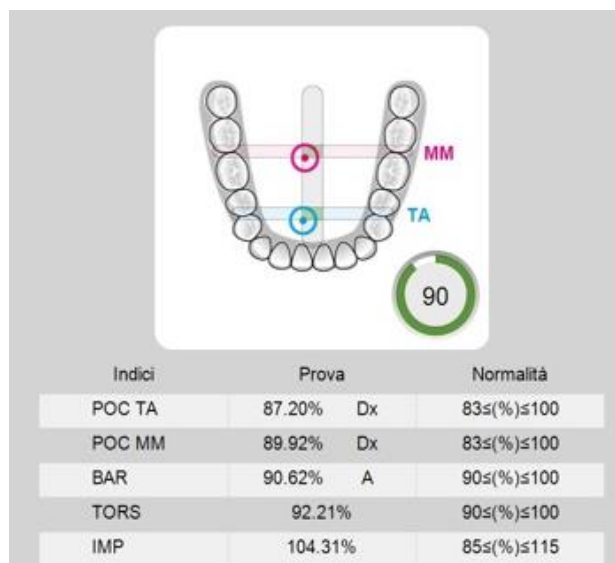 MM
TA
90
Indici Prova Normalità
POC TA 87.20% Dx 83≤(%)≤100
POC MM 89.92% Dx 83≤(%)≤100
BAR 90.62% A 90≤(%)≤100
TORS 92.21% 90≤(%)≤100
IMP 104.31% 85≤(%)≤115